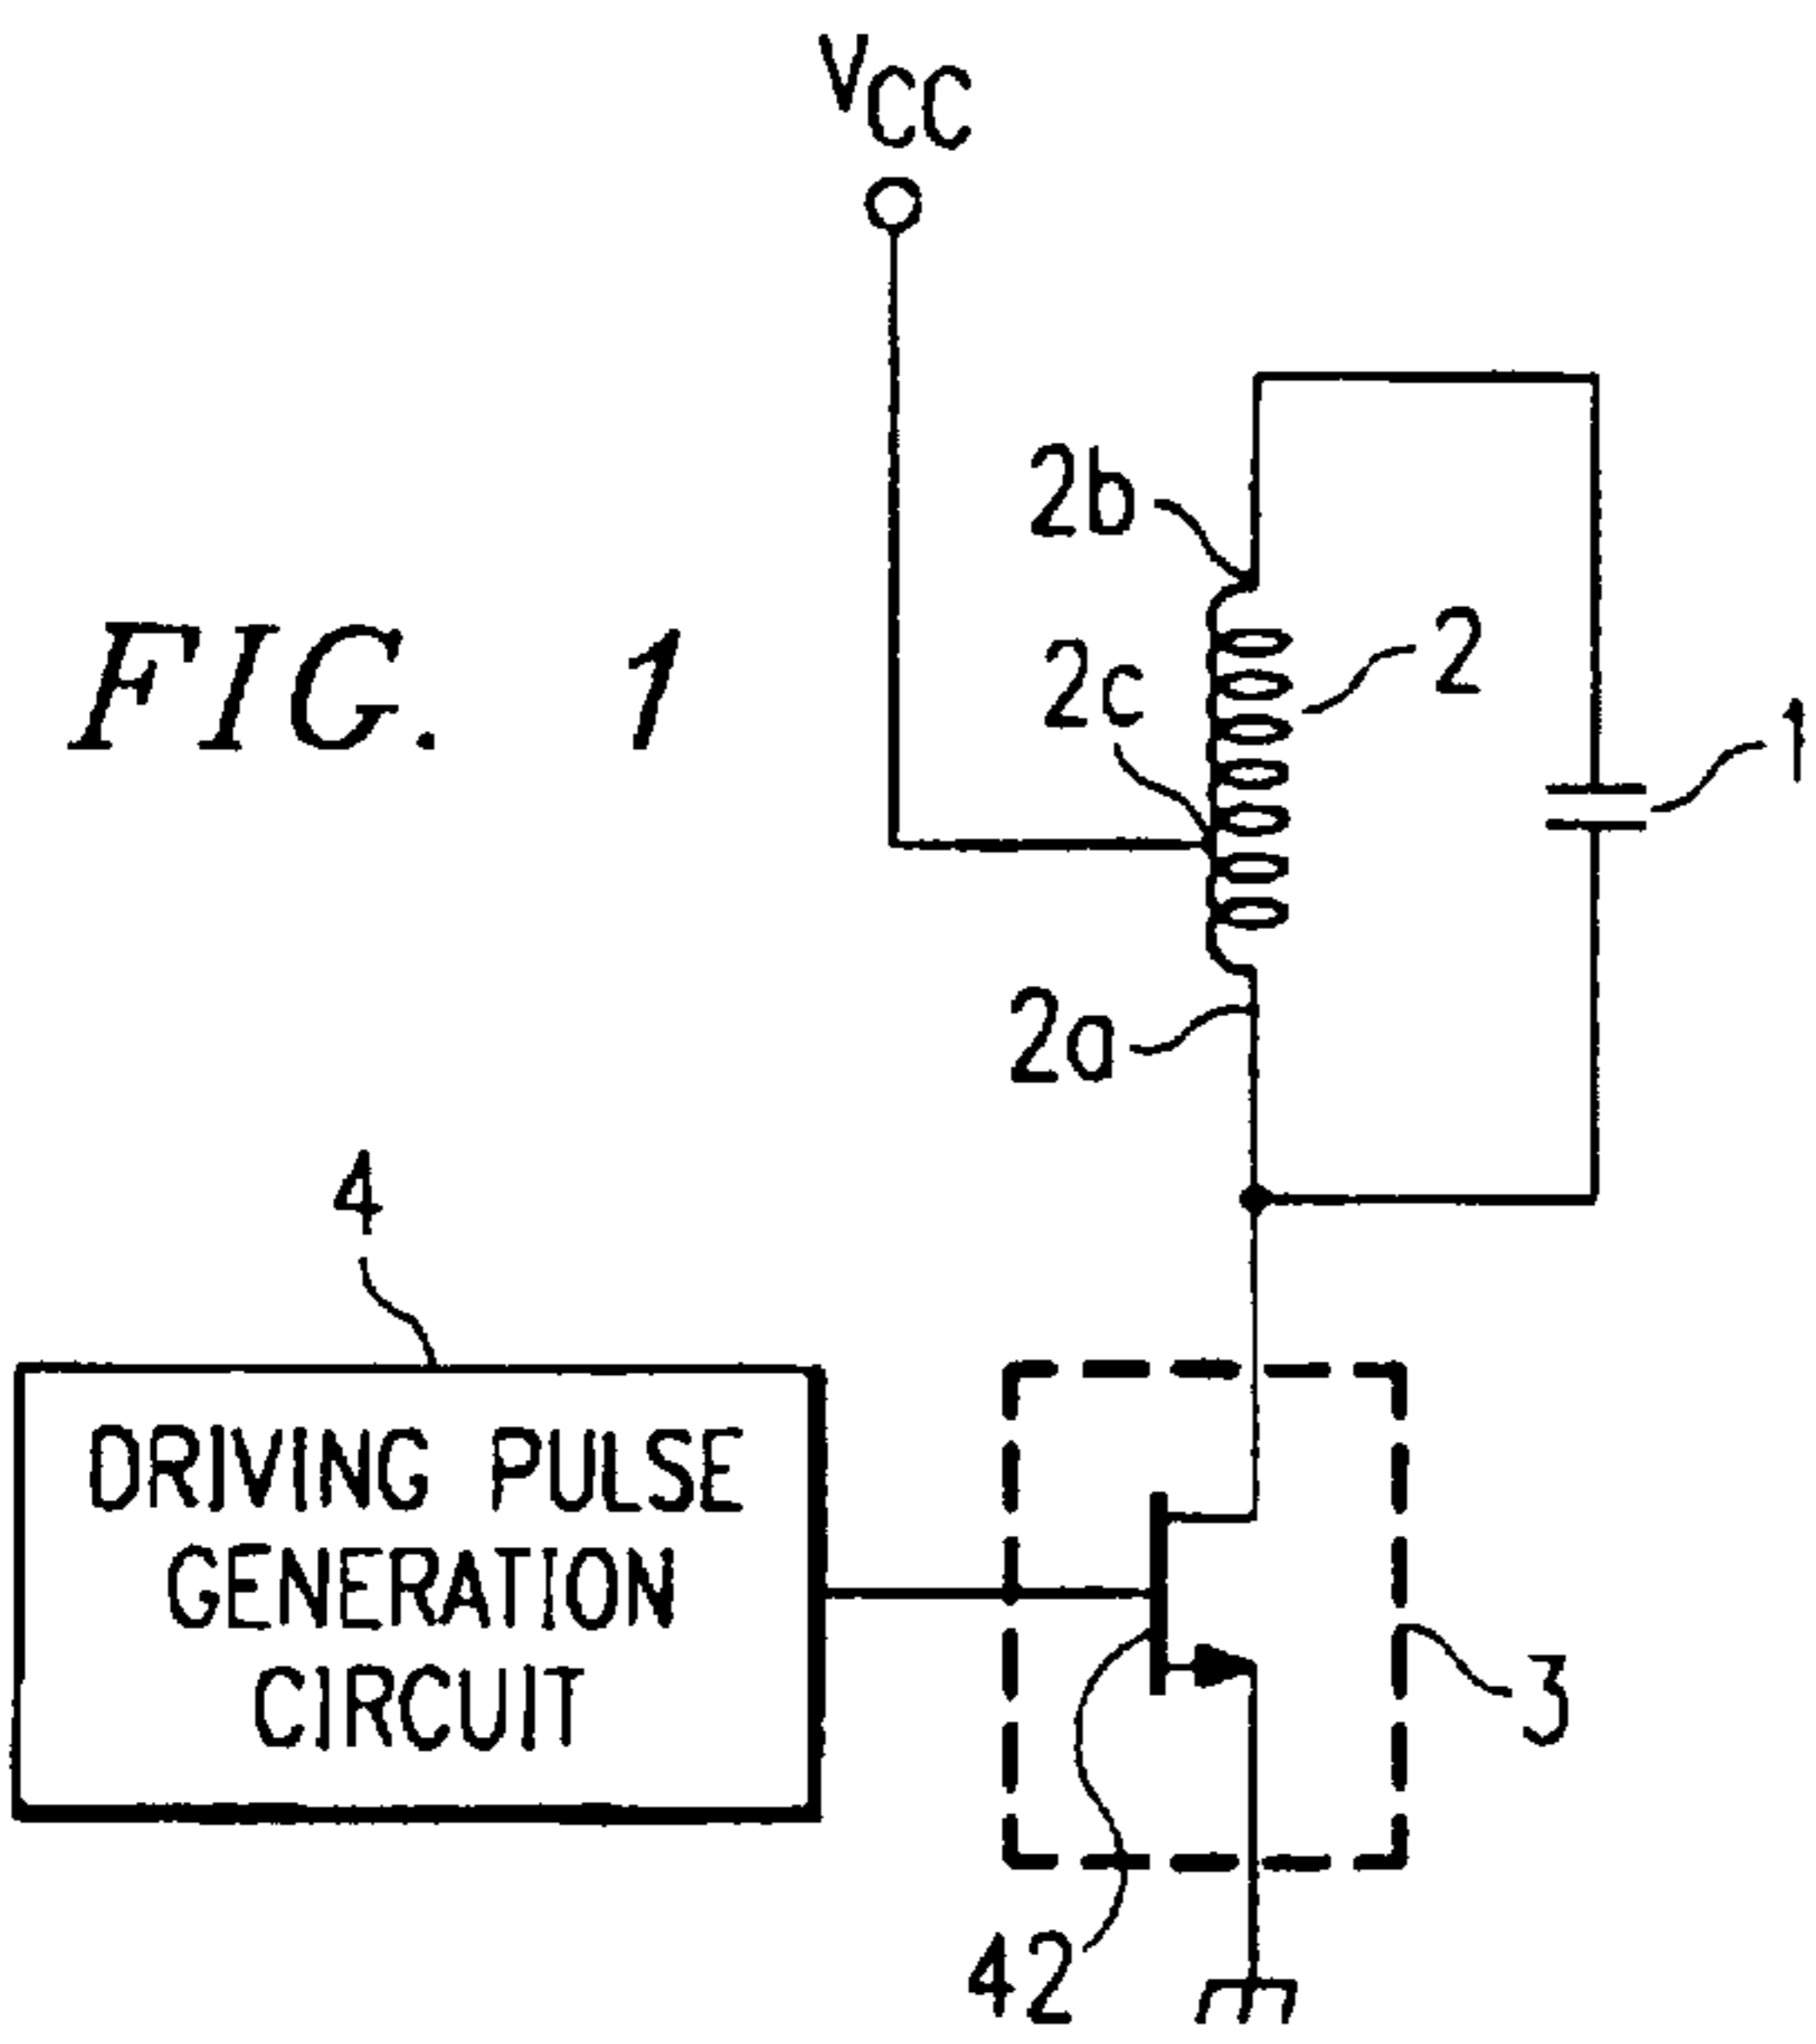 VCC
2b
FIG. 1
2c
2
1
2a
4
DRIVING PULSE
GENERATION
CIRCUIT
3
42